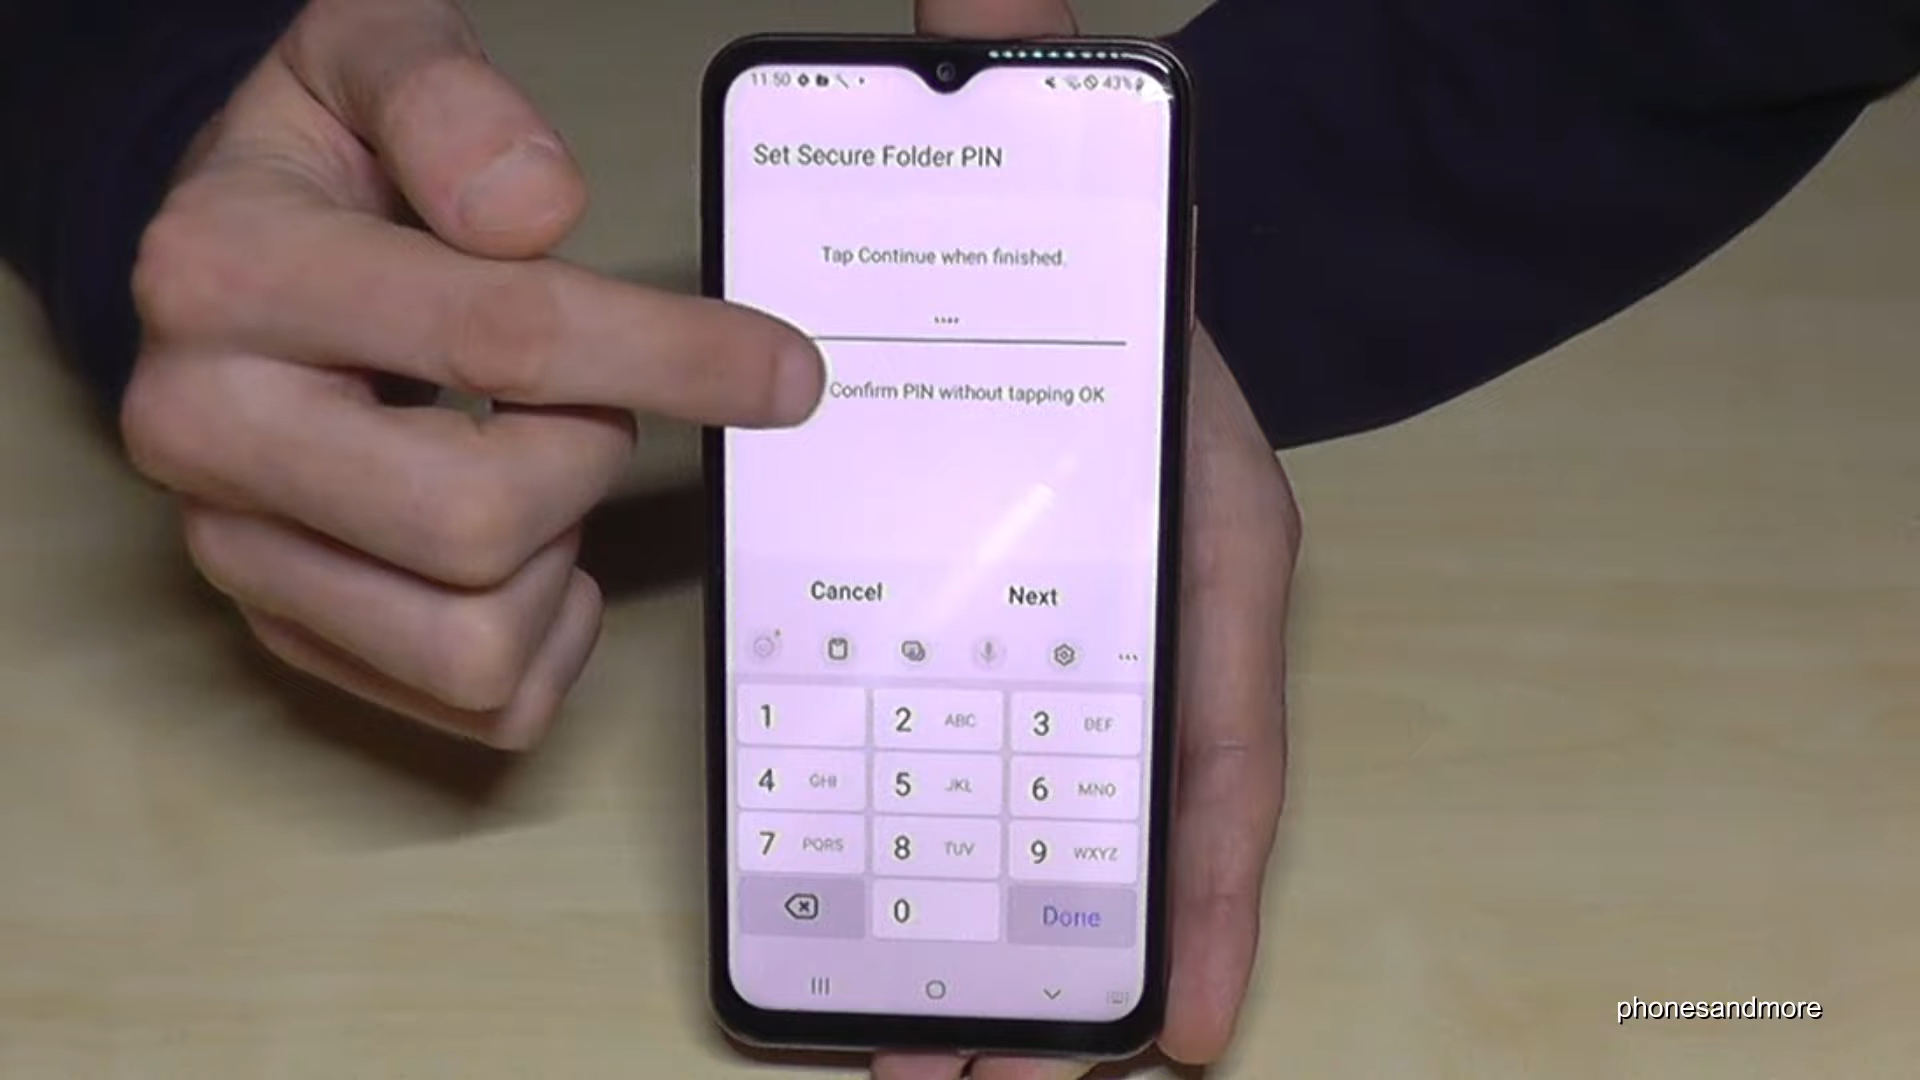 11:50
43%
Set Secure Folder PIN
Tap Continue when finished.
....
Confirm PIN without tapping OK
Cancel Next
...
1 2 ABC 3 DEF
4 GHI 5 JKL 6 MNO
7 PQRS 8 TUV 9 WXYZ
0 Done
phonesandmore